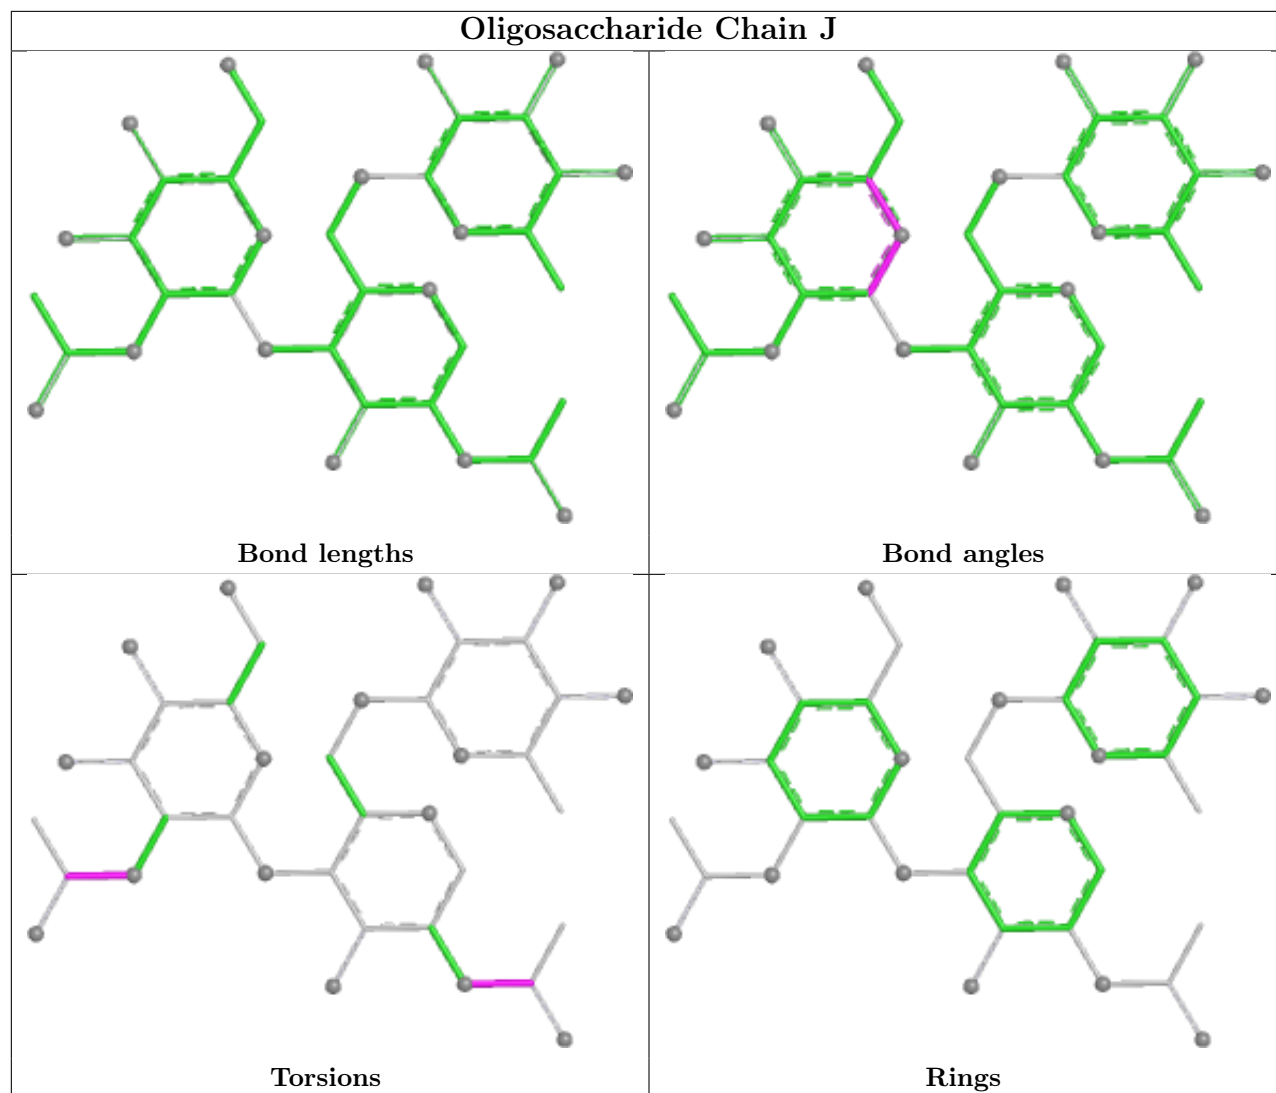 Oligosaccharide Chain J
Bond lengths
Bond angles
Torsions
Rings